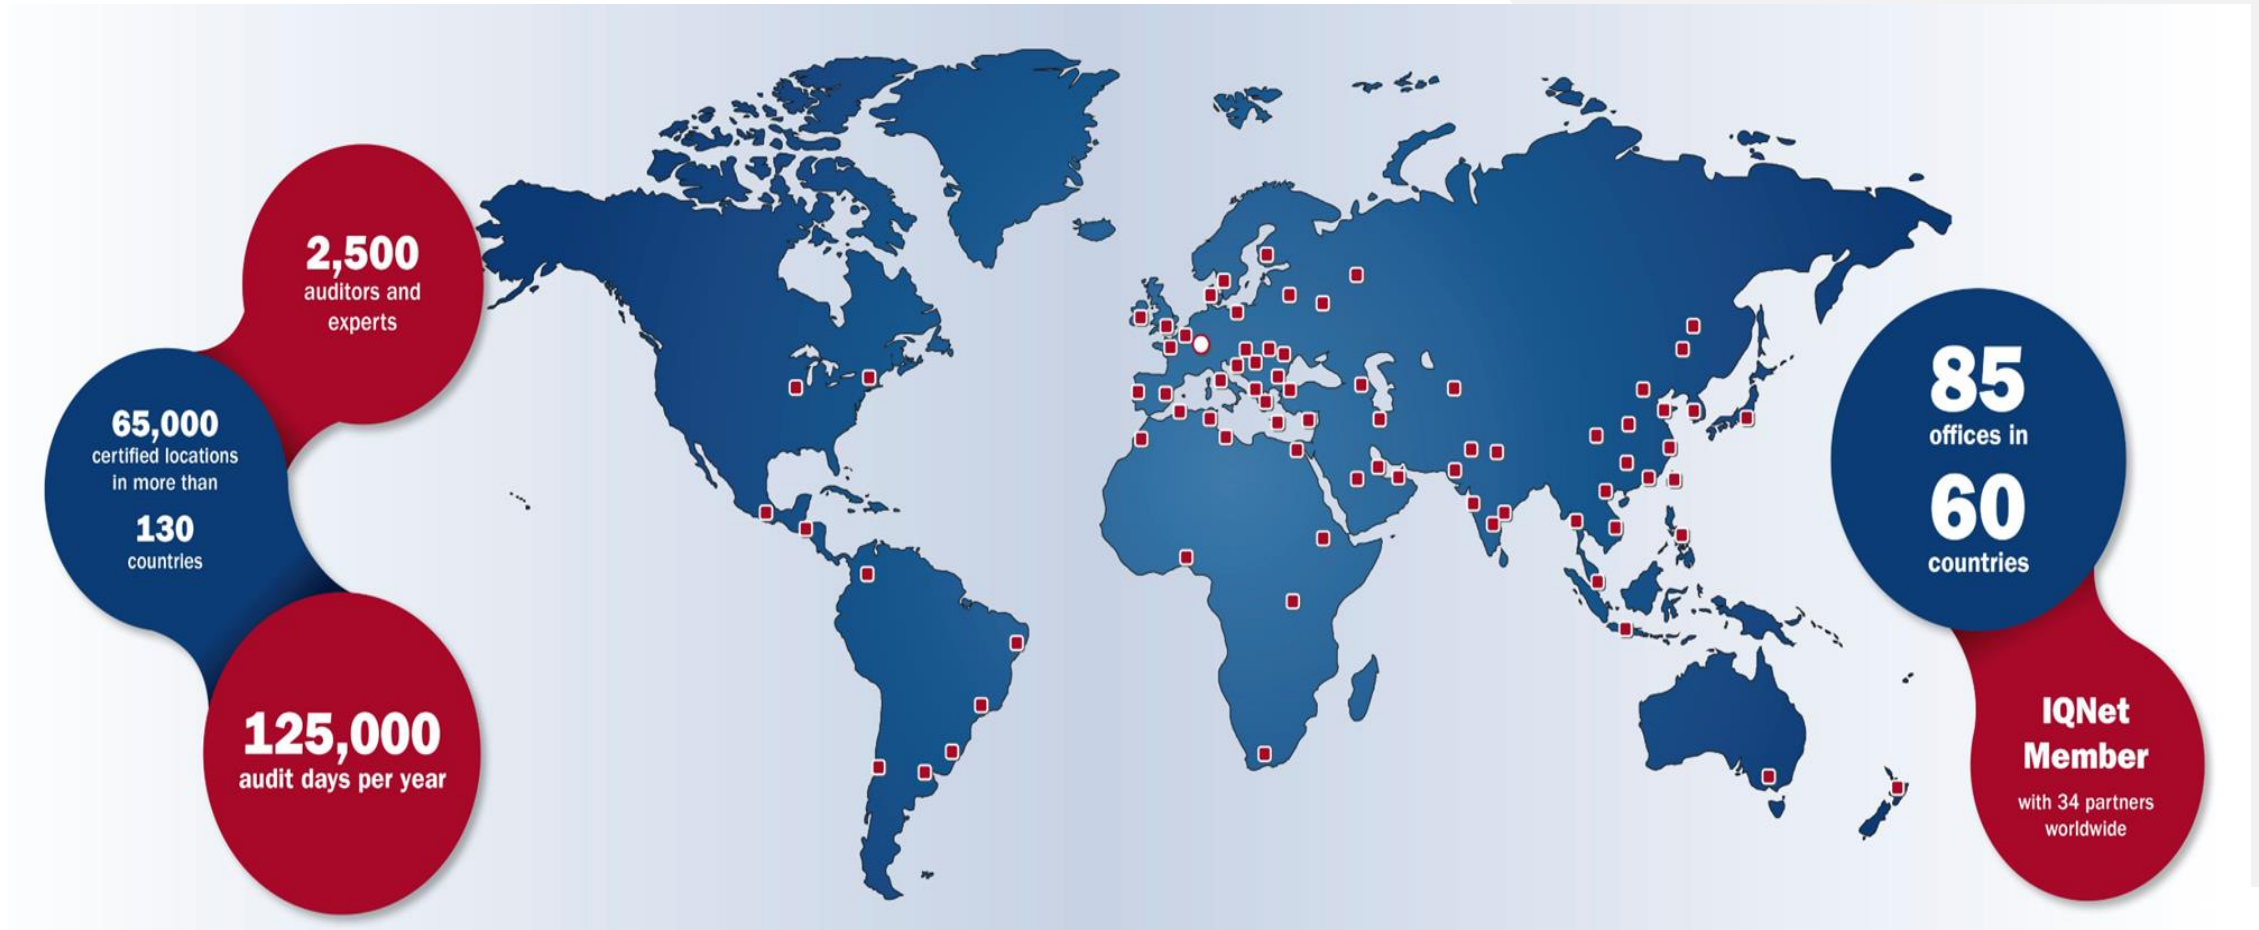 2,500
auditors and
experts
65,000
certified locations
in more than
130
countries
125,000
audit days per year
85
offices in
60
countries
IQNet
Member
with 34 partners
worldwide